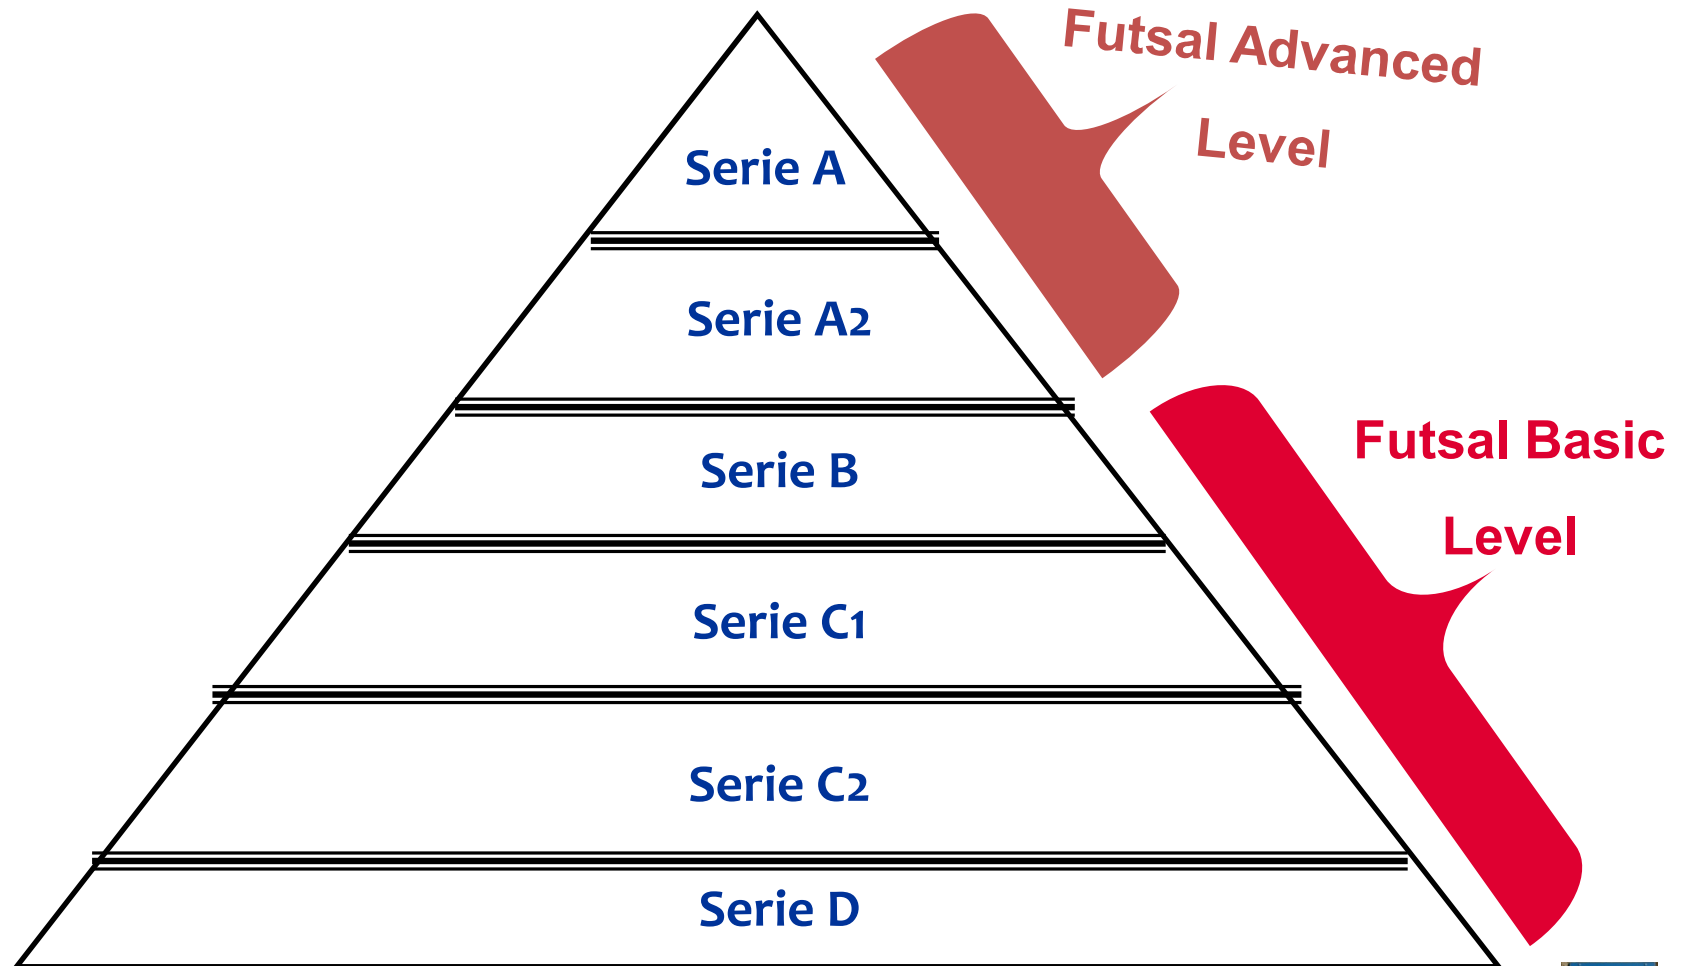 Futsal Advanced
Level
Serie A
Serie A2
Serie B
Futsal Basic
Level
Serie C1
Serie C2
Serie D